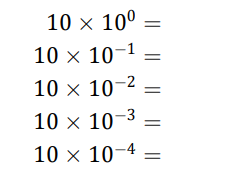 10 × 10⁰ =
10 × 10⁻¹ =
10 × 10⁻² =
10 × 10⁻³ =
10 × 10⁻⁴ =